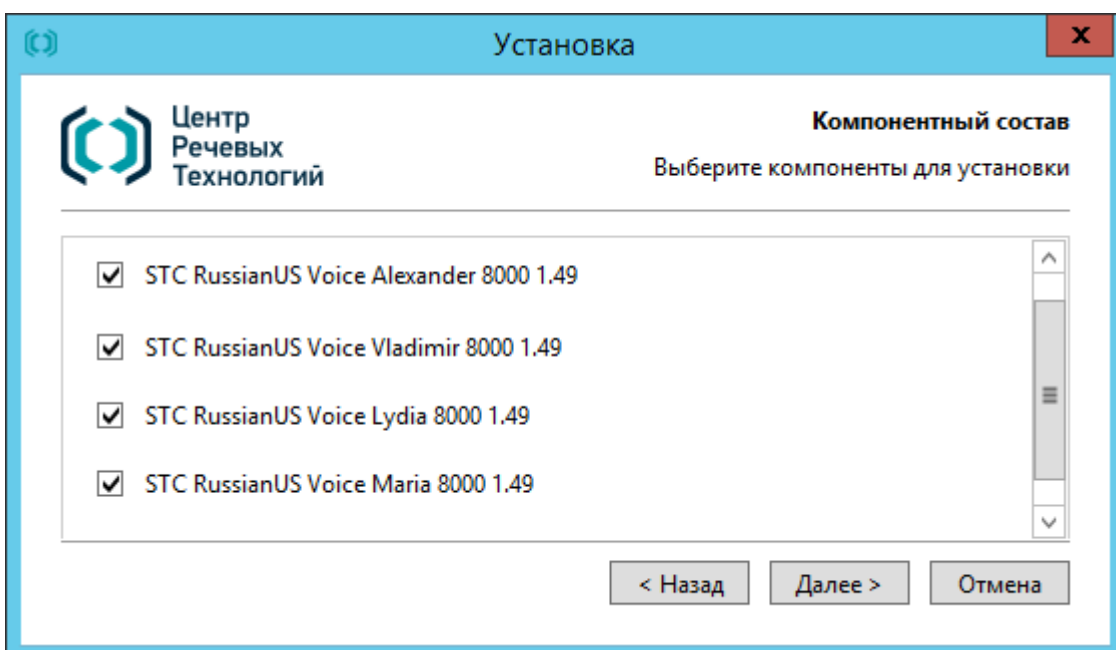 Установка
x
Центр
Речевых
Технологий
Компонентный состав
Выберите компоненты для установки
STC RussianUS Voice Alexander 8000 1.49
STC RussianUS Voice Vladimir 8000 1.49
STC RussianUS Voice Lydia 8000 1.49
STC RussianUS Voice Maria 8000 1.49
< Назад
Далее >
Отмена